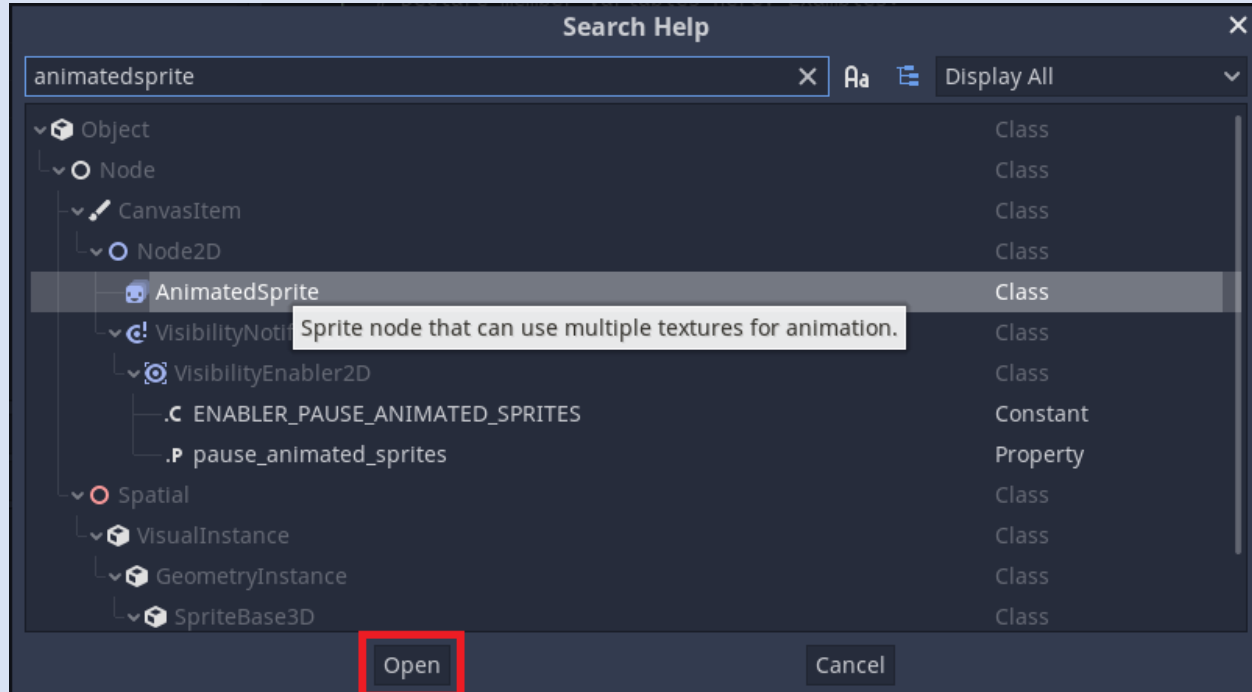 Search Help
animatedsprite Aa Display All
Object Class
Node Class
CanvasItem Class
Node2D Class
AnimatedSprite Class
Sprite node that can use multiple textures for animation.
VisibilityNotif Class
VisibilityEnabler2D Class
.C ENABLER_PAUSE_ANIMATED_SPRITES Constant
.P pause_animated_sprites Property
Spatial Class
VisualInstance Class
GeometryInstance Class
SpriteBase3D Class
Open Cancel